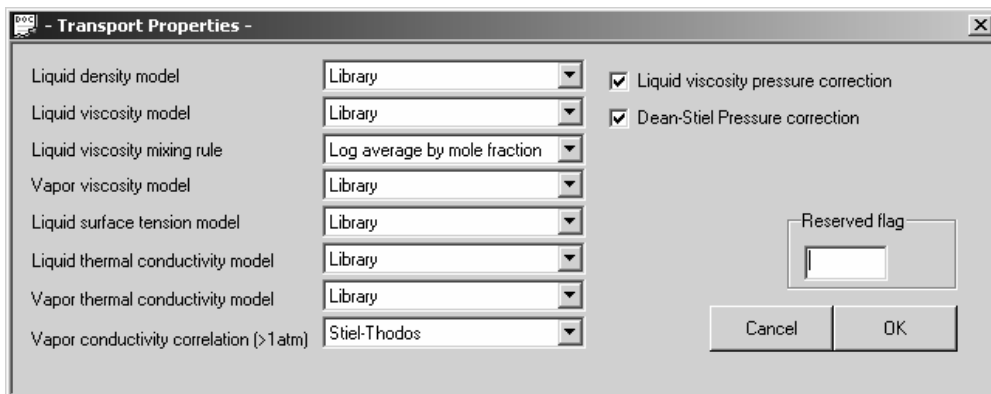 DOC
- Transport Properties -
Liquid density model Library
Liquid viscosity pressure correction
Liquid viscosity model Library
Dean-Stiel Pressure correction
Liquid viscosity mixing rule Log average by mole fraction
Vapor viscosity model Library
Liquid surface tension model Library
Reserved flag
Liquid thermal conductivity model Library
Vapor thermal conductivity model Library
Vapor conductivity correlation (>1atm) Stiel-Thodos
Cancel OK